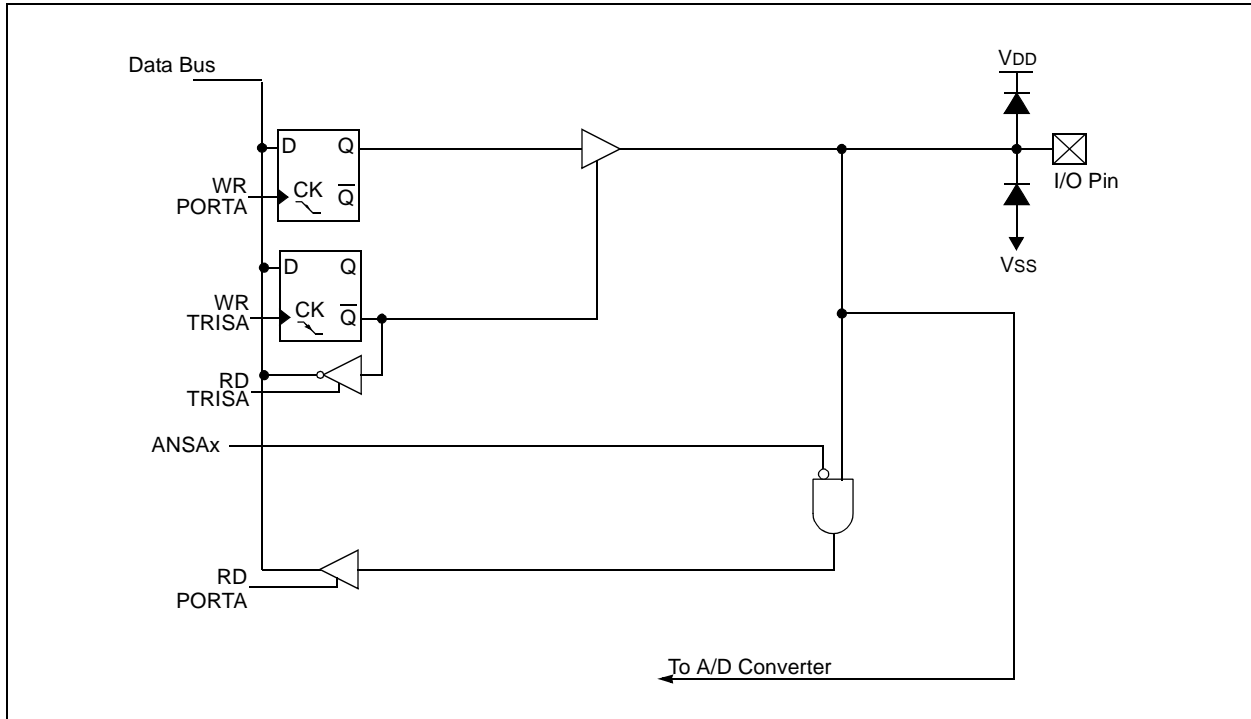 Data Bus
VDD
D Q
WR
PORTA
CK Q̅
I/O Pin
VSS
D Q
WR
TRISA
CK Q̅
RD
TRISA
ANSAx
RD
PORTA
To A/D Converter